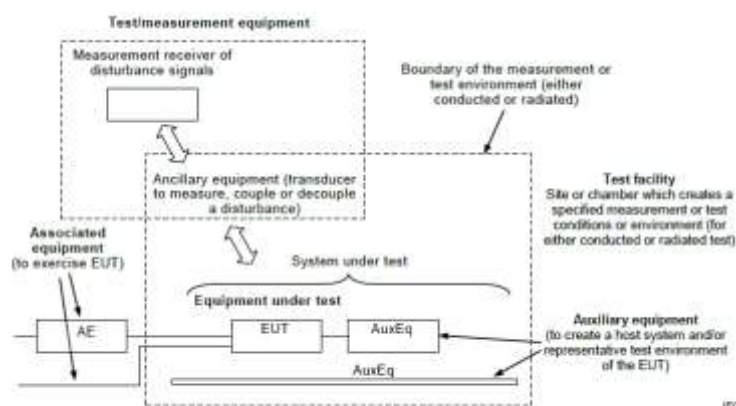 Test/measurement equipment
Measurement receiver of
disturbance signals
Boundary of the measurement or
test environment (either
conducted or radiated)
Ancillary equipment (transducer
to measure, couple or decouple
a disturbance)
Test facility
Site or chamber which creates a
specified measurement or test
conditions or environment (for
either conducted or radiated test)
Associated
equipment
(to exercise EUT)
System under test
Equipment under test
AE
EUT
AuxEq
Auxiliary equipment
(to create a host system and/or
representative test environment
of the EUT)
AuxEq